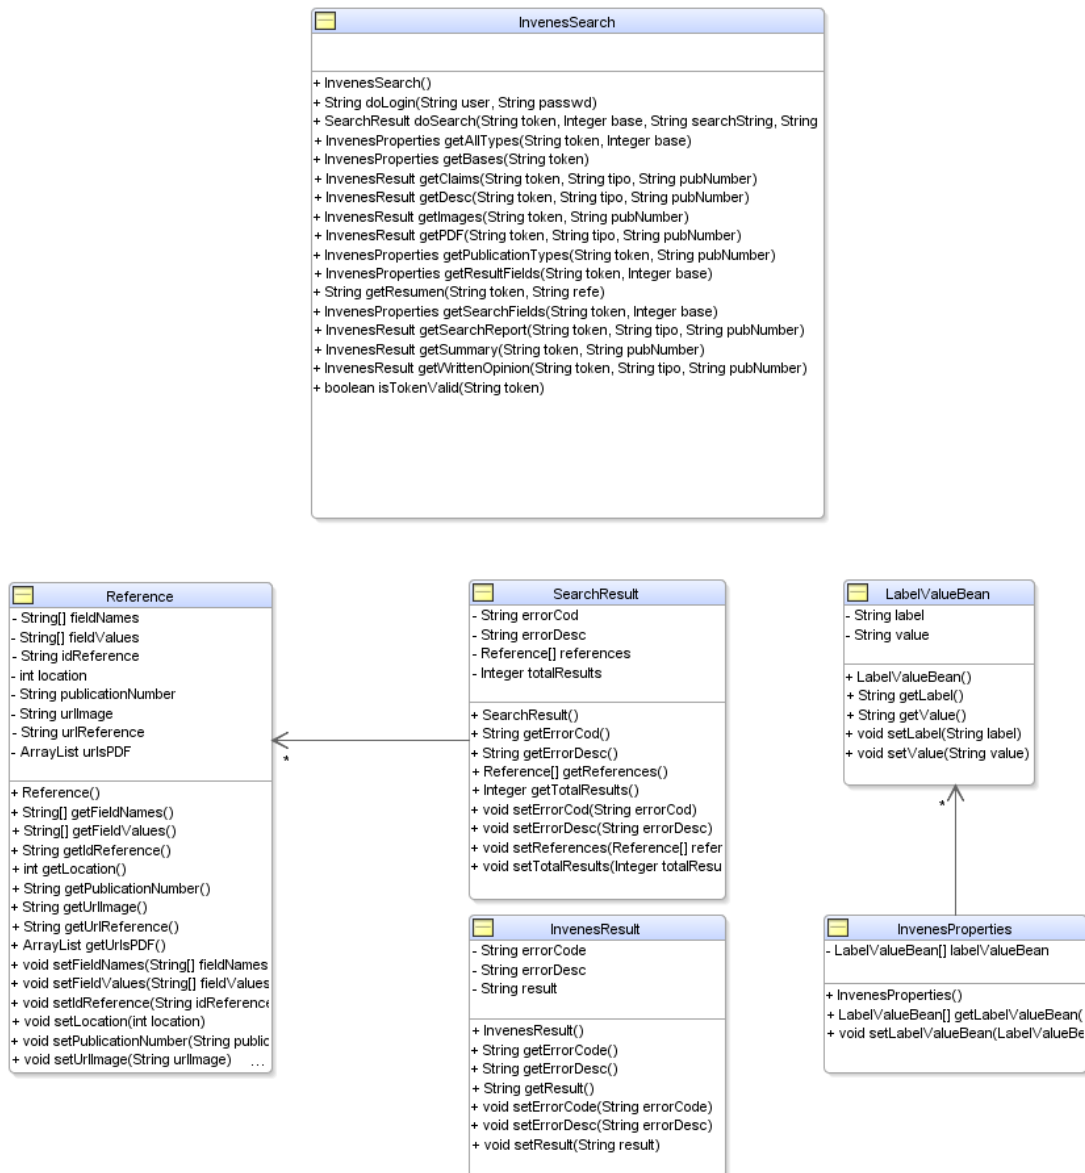 InvenesSearch
+ InvenesSearch()
+ String doLogin(String user, String passwd)
+ SearchResult doSearch(String token, Integer base, String searchString, String
+ InvenesProperties getAllTypes(String token, Integer base)
+ InvenesProperties getBases(String token)
+ InvenesResult getClaims(String token, String tipo, String pubNumber)
+ InvenesResult getDesc(String token, String tipo, String pubNumber)
+ InvenesResult getImages(String token, String pubNumber)
+ InvenesResult getPDF(String token, String tipo, String pubNumber)
+ InvenesProperties getPublicationTypes(String token, String pubNumber)
+ InvenesProperties getResultFields(String token, Integer base)
+ String getResumen(String token, String refe)
+ InvenesProperties getSearchFields(String token, Integer base)
+ InvenesResult getSearchReport(String token, String tipo, String pubNumber)
+ InvenesResult getSummary(String token, String pubNumber)
+ InvenesResult getWrittenOpinion(String token, String tipo, String pubNumber)
+ boolean isTokenValid(String token)
Reference
- String[] fieldNames
- String[] fieldValues
- String idReference
- int location
- String publicationNumber
- String urlImage
- String urlReference
- ArrayList urlsPDF
+ Reference()
+ String[] getFieldNames()
+ String[] getFieldValues()
+ String getIdReference()
+ int getLocation()
+ String getPublicationNumber()
+ String getUrlImage()
+ String getUrlReference()
+ ArrayList getUrlsPDF()
+ void setFieldNames(String[] fieldNames
+ void setFieldValues(String[] fieldValues
+ void setIdReference(String idReference
+ void setLocation(int location)
+ void setPublicationNumber(String public
+ void setUrlImage(String urlImage) ...
*
SearchResult
- String errorCod
- String errorDesc
- Reference[] references
- Integer totalResults
+ SearchResult()
+ String getErrorCod()
+ String getErrorDesc()
+ Reference[] getReferences()
+ Integer getTotalResults()
+ void setErrorCod(String errorCod)
+ void setErrorDesc(String errorDesc)
+ void setReferences(Reference[] refer
+ void setTotalResults(Integer totalResu
LabelValueBean
- String label
- String value
+ LabelValueBean()
+ String getLabel()
+ String getValue()
+ void setLabel(String label)
+ void setValue(String value)
*
InvenesResult
- String errorCode
- String errorDesc
- String result
+ InvenesResult()
+ String getErrorCode()
+ String getErrorDesc()
+ String getResult()
+ void setErrorCode(String errorCode)
+ void setErrorDesc(String errorDesc)
+ void setResult(String result)
InvenesProperties
- LabelValueBean[] labelValueBean
+ InvenesProperties()
+ LabelValueBean[] getLabelValueBean(
+ void setLabelValueBean(LabelValueBe